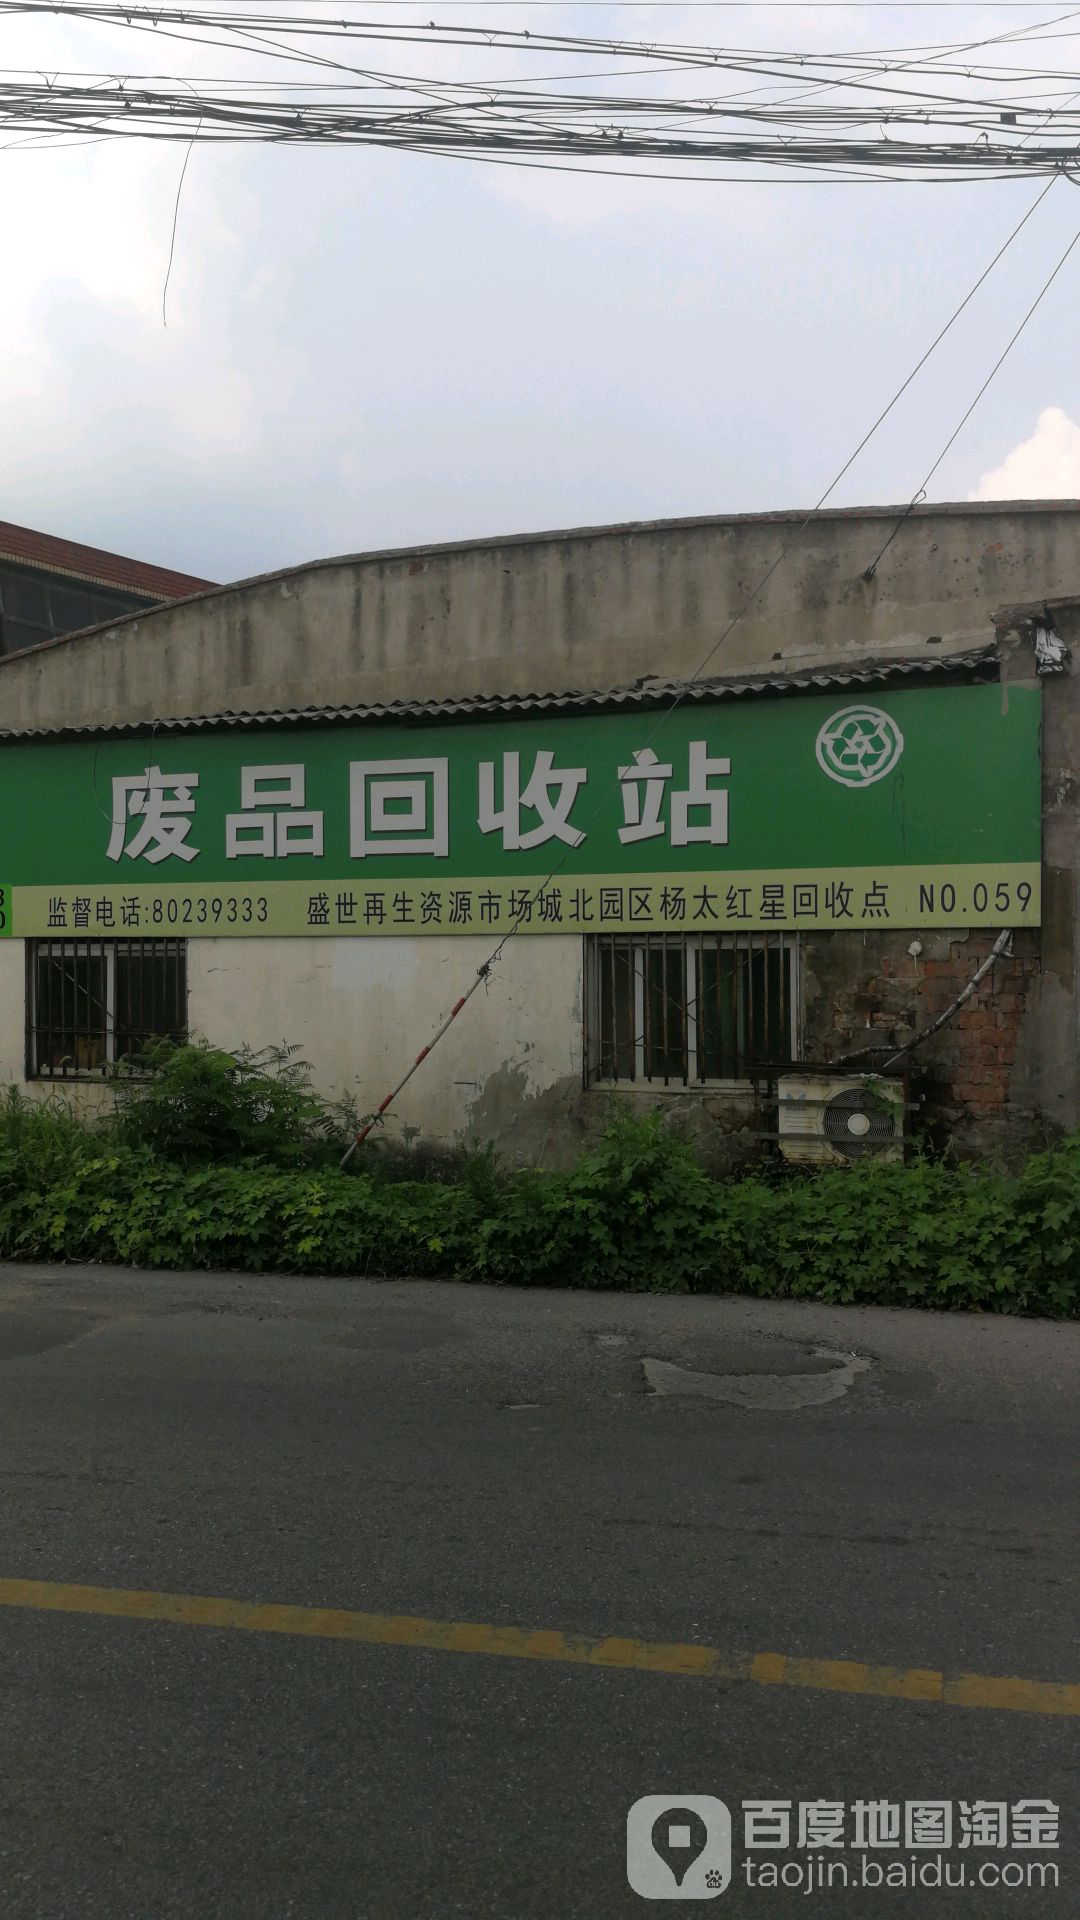 废品回收站
监督电话:80239333 盛世再生资源市场城北园区杨太红星回收点 NO.059
百度地图淘金
taojin.baidu.com